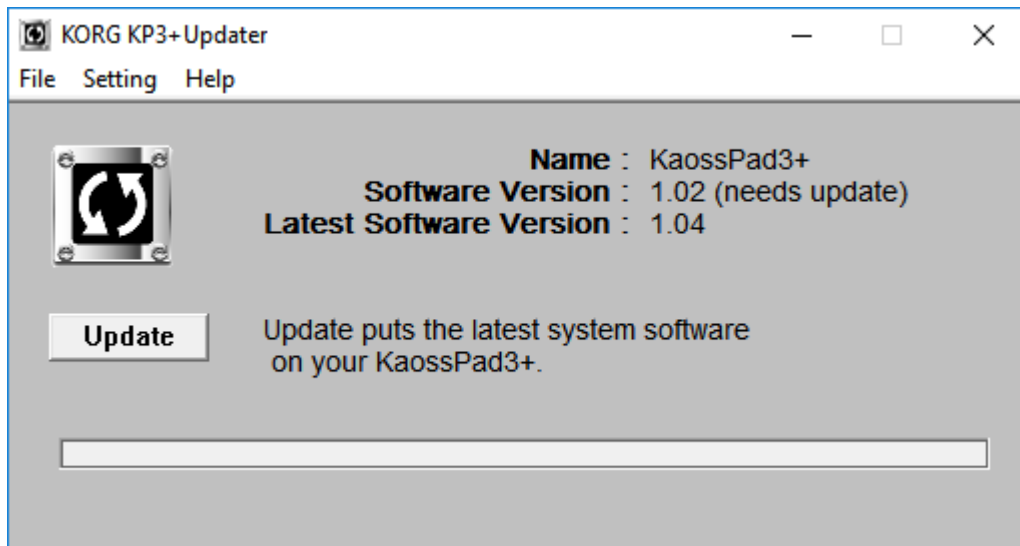 KORG KP3+Updater
File Setting Help
Name : KaossPad3+
Software Version : 1.02 (needs update)
Latest Software Version : 1.04
Update
Update puts the latest system software
on your KaossPad3+.